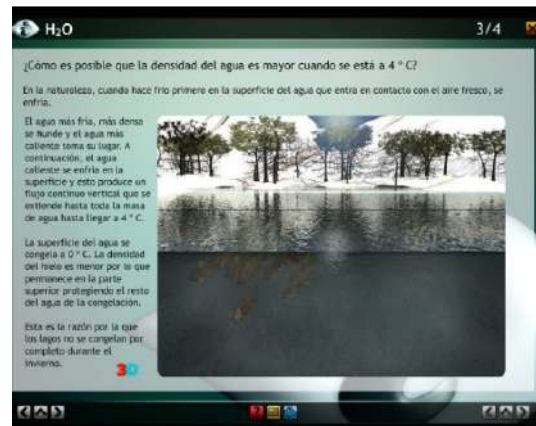 H₂O
3/4
¿Cómo es posible que la densidad del agua es mayor cuando se está a 4 ° C?
En la naturaleza, cuando hace frío primero en la superficie del agua que entra en contacto con el aire fresco, se
enfría.
El agua más fría, más densa
se hunde y el agua más
caliente toma su lugar. A
continuación, el agua
caliente se enfría en la
superficie y esto produce un
flujo continuo vertical que se
extiende hasta toda la masa
de agua hasta llegar a 4 ° C.
La superficie del agua se
congela a 0 ° C. La densidad
del hielo es menor por lo que
permanece en la parte
superior protegiendo el resto
del agua de la congelación.
Esta es la razón por la que
los lagos no se congelan por
completo durante el
invierno.
3D